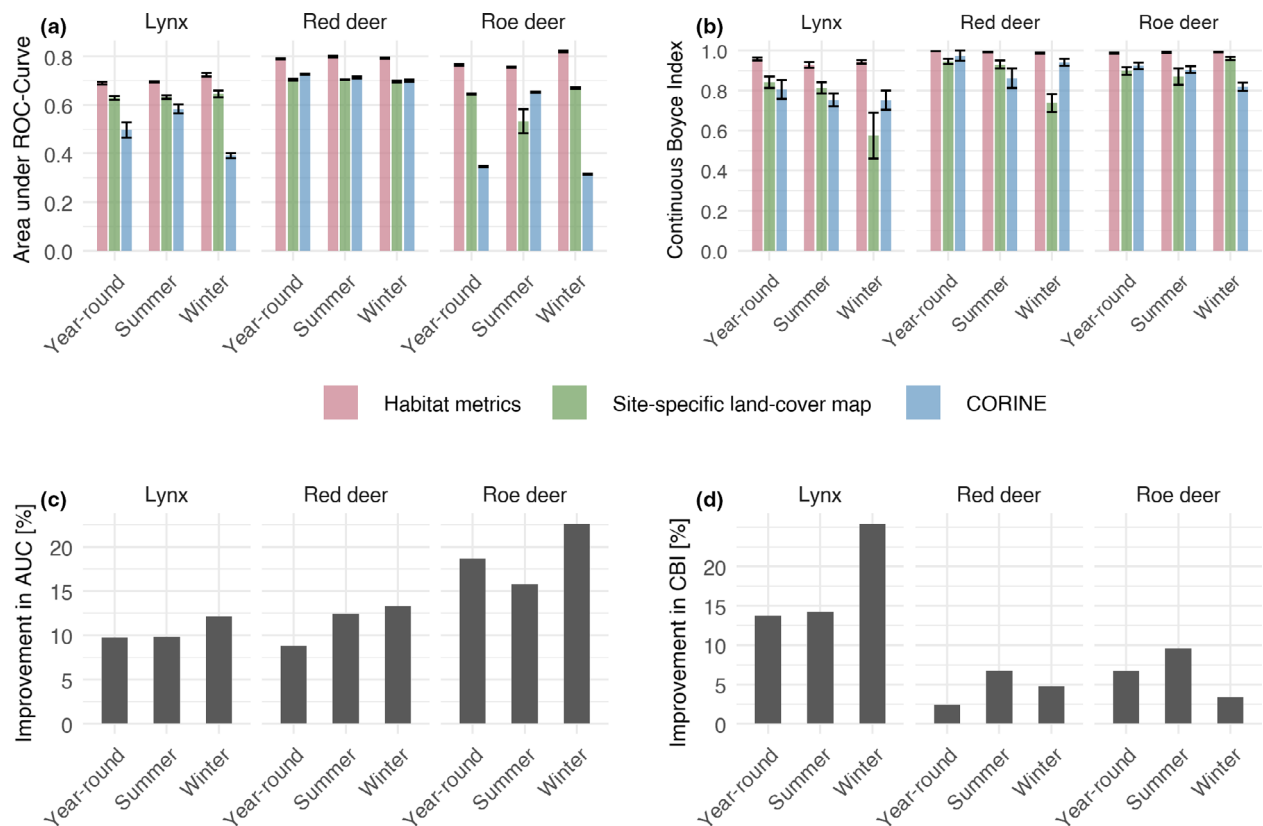 (a)
Lynx
Red deer
Roe deer
Area under ROC-Curve
0.8
0.6
0.4
0.2
0.0
Year-round
Summer
Winter
Year-round
Summer
Winter
Year-round
Summer
Winter
(b)
Lynx
Red deer
Roe deer
Continuous Boyce Index
1.0
0.8
0.6
0.4
0.2
0.0
Year-round
Summer
Winter
Year-round
Summer
Winter
Year-round
Summer
Winter
Habitat metrics
Site-specific land-cover map
CORINE
(c)
Lynx
Red deer
Roe deer
Improvement in AUC [%]
20
15
10
5
0
Year-round
Summer
Winter
Year-round
Summer
Winter
Year-round
Summer
Winter
(d)
Lynx
Red deer
Roe deer
Improvement in CBI [%]
20
15
10
5
0
Year-round
Summer
Winter
Year-round
Summer
Winter
Year-round
Summer
Winter